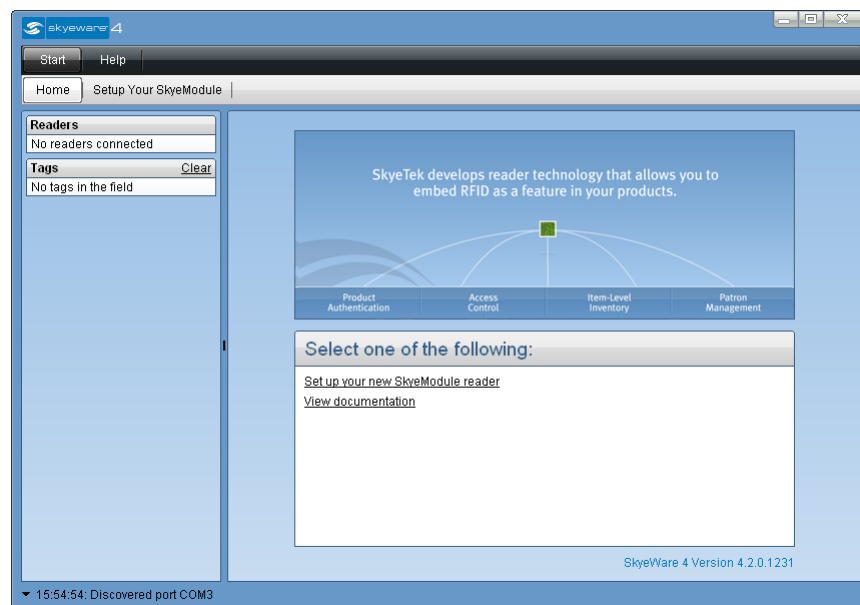 skyeware 4
Start Help
Home Setup Your SkyeModule
Readers
No readers connected
Tags Clear
No tags in the field
SkyeTek develops reader technology that allows you to
embed RFID as a feature in your products.
Product Authentication
Access Control
Item-Level Inventory
Patron Management
Select one of the following:
Set up your new SkyeModule reader
View documentation
SkyeWare 4 Version 4.2.0.1231
15:54:54: Discovered port COM3